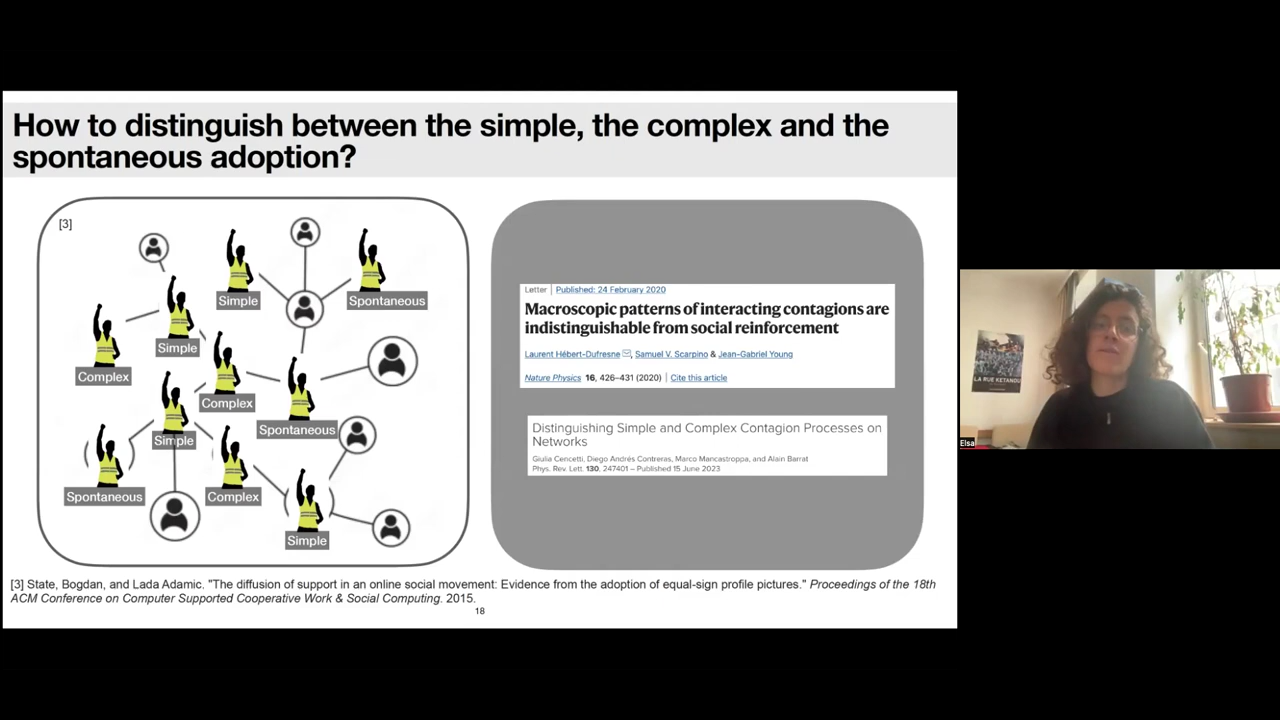 How to distinguish between the simple, the complex and the
spontaneous adoption?
[3]
Simple
Spontaneous
Simple
Complex
Complex
Spontaneous
Simple
Spontaneous
Complex
Simple
Letter | Published: 24 February 2020
Macroscopic patterns of interacting contagions are
indistinguishable from social reinforcement
Laurent Hébert-Dufresne, Samuel V. Scarpino & Jean-Gabriel Young
Nature Physics 16, 426–431 (2020) | Cite this article
Distinguishing Simple and Complex Contagion Processes on
Networks
Giulia Cencetti, Diego Andrés Contreras, Marco Mancastroppa, and Alain Barrat
Phys. Rev. Lett. 130, 247401 – Published 15 June 2023
[3] State, Bogdan, and Lada Adamic. "The diffusion of support in an online social movement: Evidence from the adoption of equal-sign profile pictures." Proceedings of the 18th
ACM Conference on Computer Supported Cooperative Work & Social Computing. 2015.
18
LA RUE KETANOU
Elsa